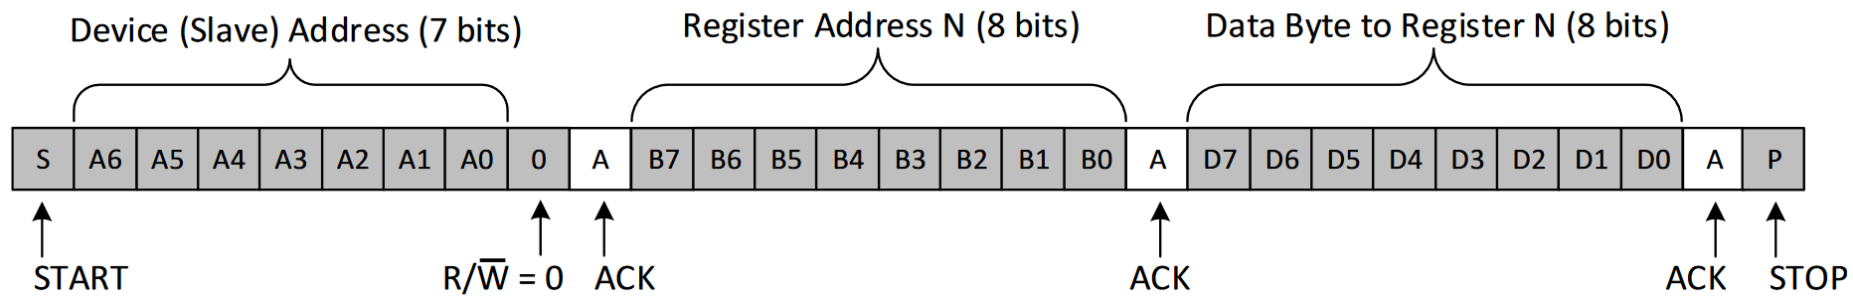 Device (Slave) Address (7 bits) Register Address N (8 bits) Data Byte to Register N (8 bits)
S A6 A5 A4 A3 A2 A1 A0 0 A B7 B6 B5 B4 B3 B2 B1 B0 A D7 D6 D5 D4 D3 D2 D1 D0 A P
START R/W̅ = 0 ACK ACK ACK STOP